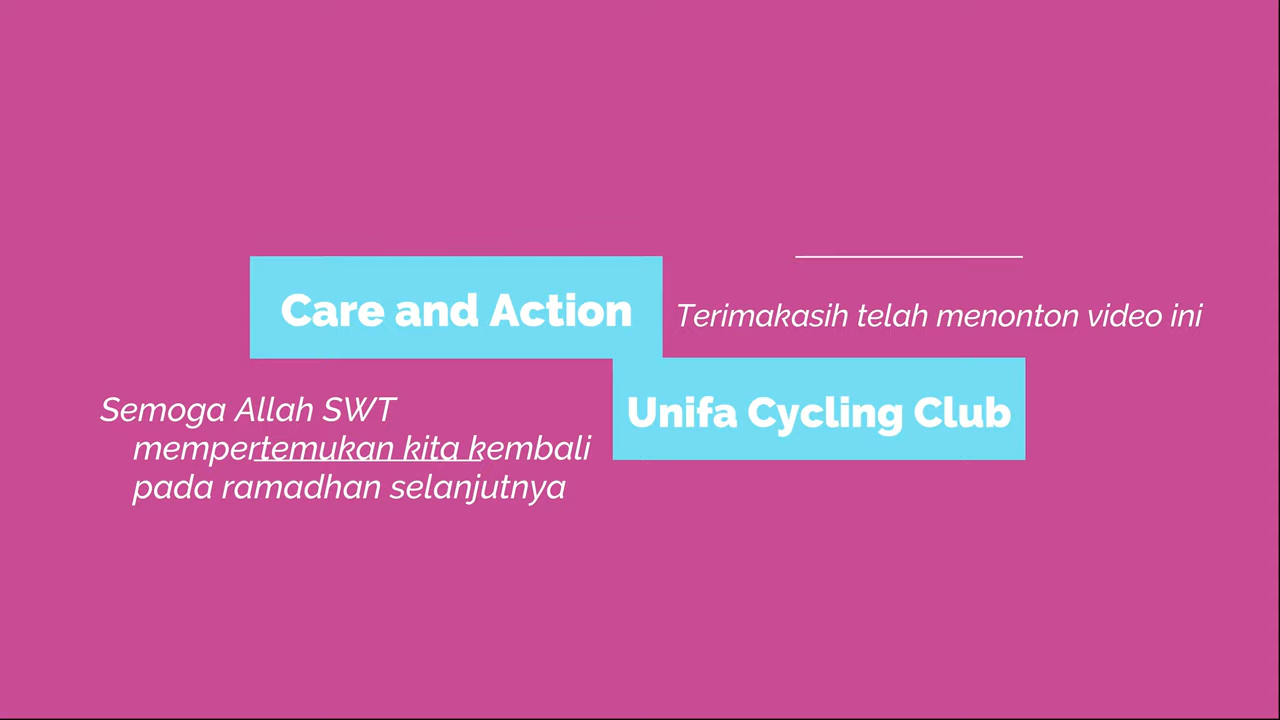 Care and Action
Terimakasih telah menonton video ini
Unifa Cycling Club
Semoga Allah SWT
mempertemukan kita kembali
pada ramadhan selanjutnya